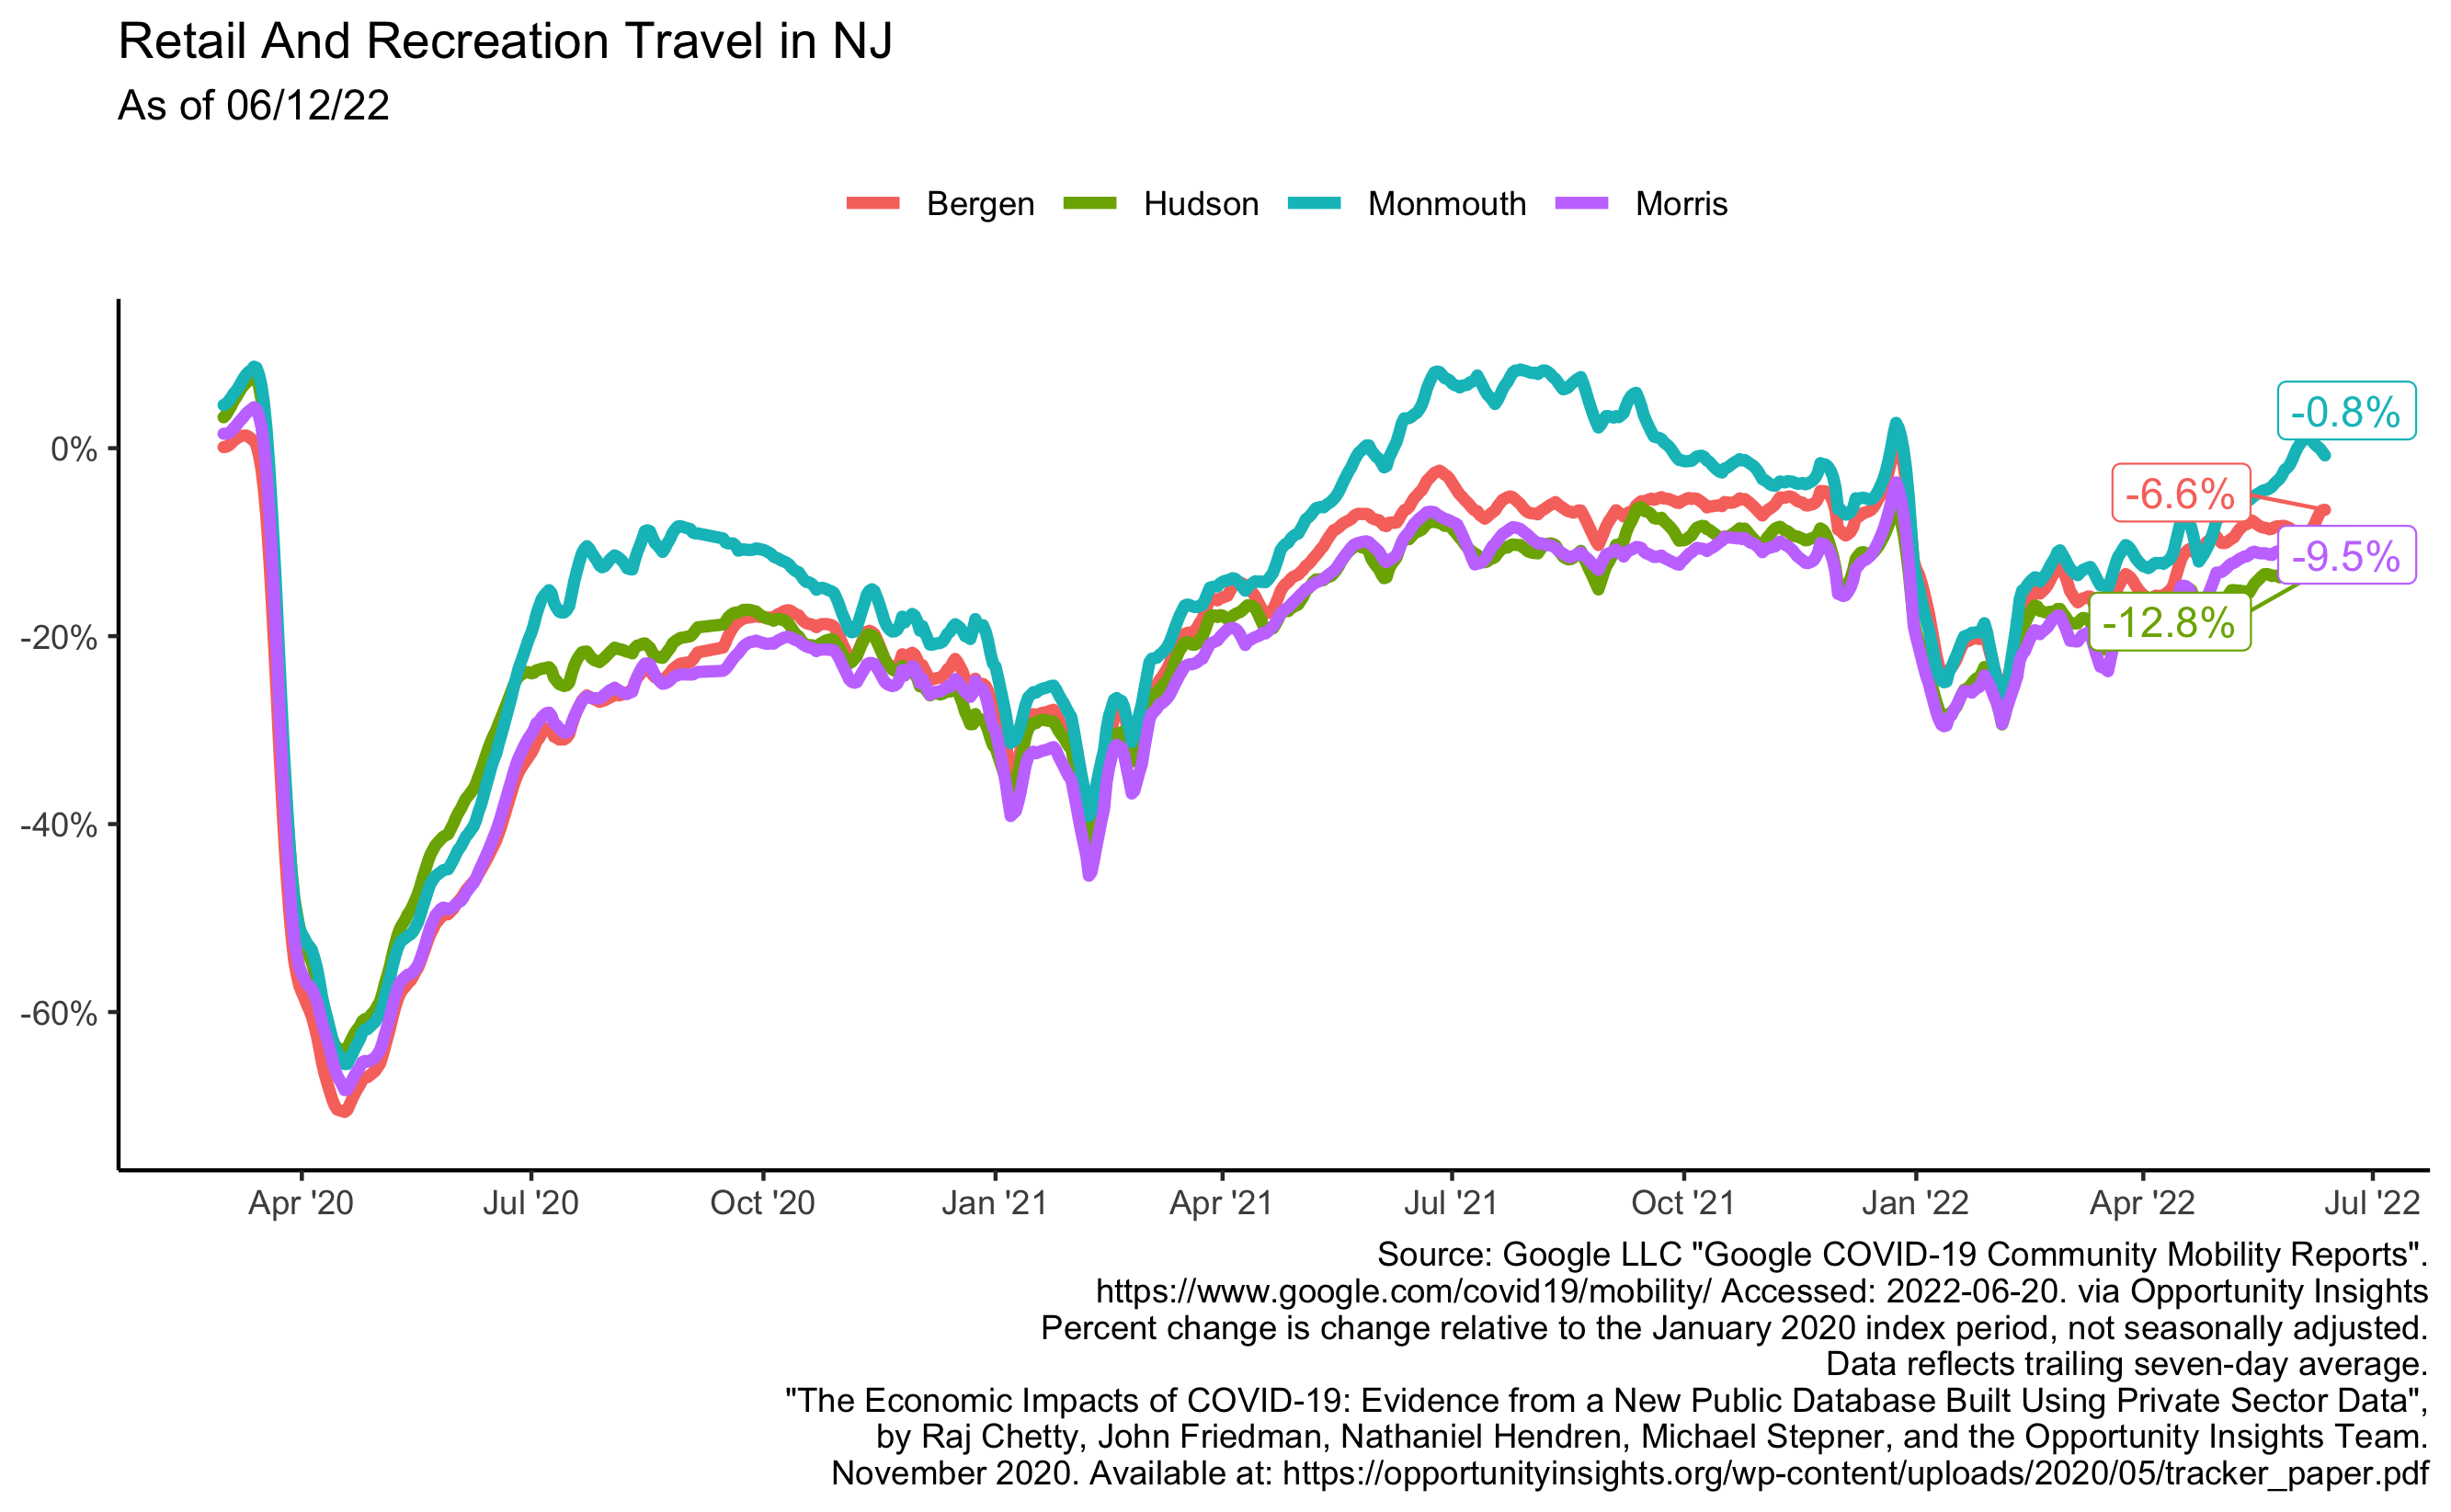 Retail And Recreation Travel in NJ
As of 06/12/22
Bergen Hudson Monmouth Morris
0%
-20%
-40%
-60%
-0.8%
-6.6%
-9.5%
-12.8%
Apr '20 Jul '20 Oct '20 Jan '21 Apr '21 Jul '21 Oct '21 Jan '22 Apr '22 Jul '22
Source: Google LLC "Google COVID-19 Community Mobility Reports".
https://www.google.com/covid19/mobility/ Accessed: 2022-06-20. via Opportunity Insights
Percent change is change relative to the January 2020 index period, not seasonally adjusted.
Data reflects trailing seven-day average.
"The Economic Impacts of COVID-19: Evidence from a New Public Database Built Using Private Sector Data",
by Raj Chetty, John Friedman, Nathaniel Hendren, Michael Stepner, and the Opportunity Insights Team.
November 2020. Available at: https://opportunityinsights.org/wp-content/uploads/2020/05/tracker_paper.pdf